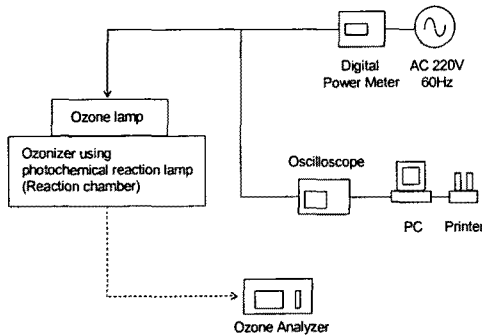 Digital
Power Meter
AC 220V
60Hz
Ozone lamp
Ozonizer using
photochemical reaction lamp
(Reaction chamber)
Oscilloscope
PC
Printer
Ozone Analyzer